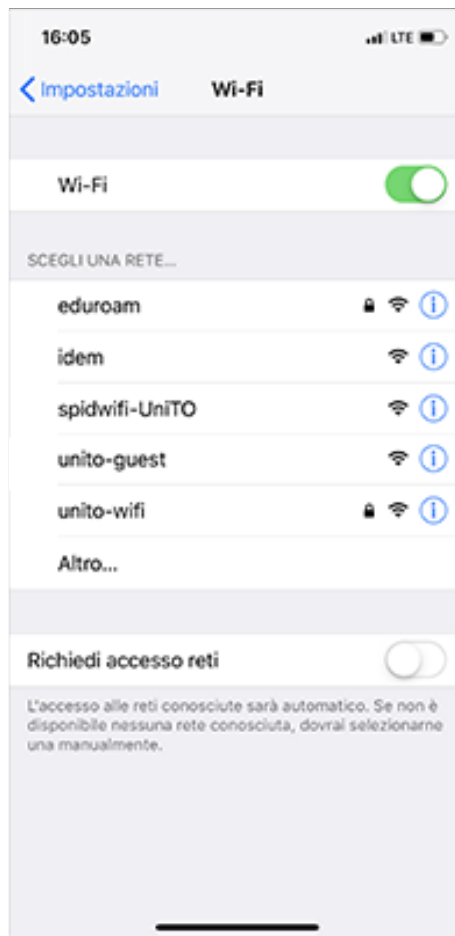 16:05
LTE
Impostazioni
Wi-Fi
Wi-Fi
SCEGLI UNA RETE...
eduroam
idem
spidwifi-UniTO
unito-guest
unito-wifi
Altro...
Richiedi accesso reti
L'accesso alle reti conosciute sarà automatico. Se non è
disponibile nessuna rete conosciuta, dovrai selezionarne
una manualmente.